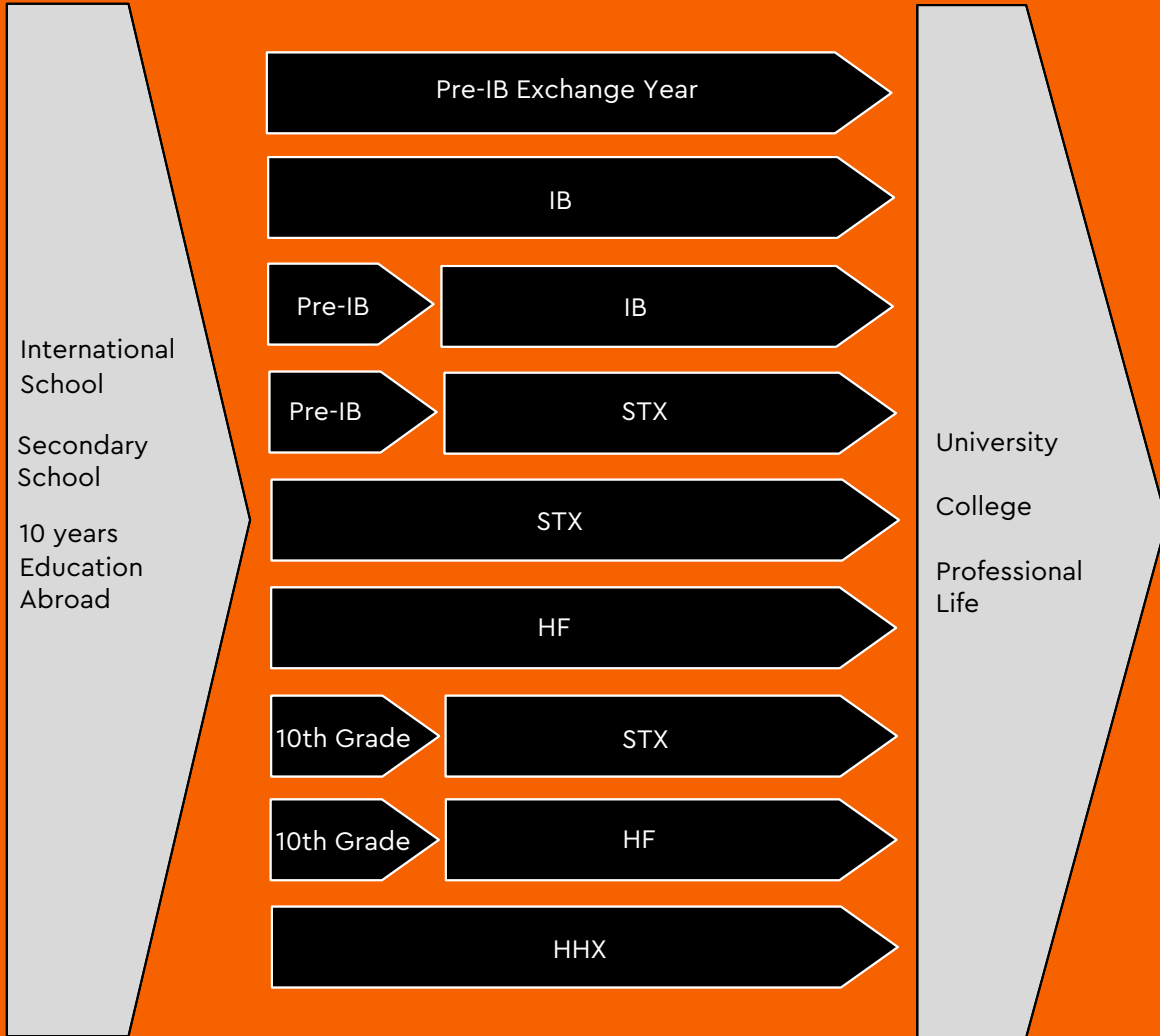 International
School
Secondary
School
10 years
Education
Abroad
Pre-IB Exchange Year
IB
Pre-IB
IB
Pre-IB
STX
STX
HF
10th Grade
STX
10th Grade
HF
HHX
University
College
Professional
Life